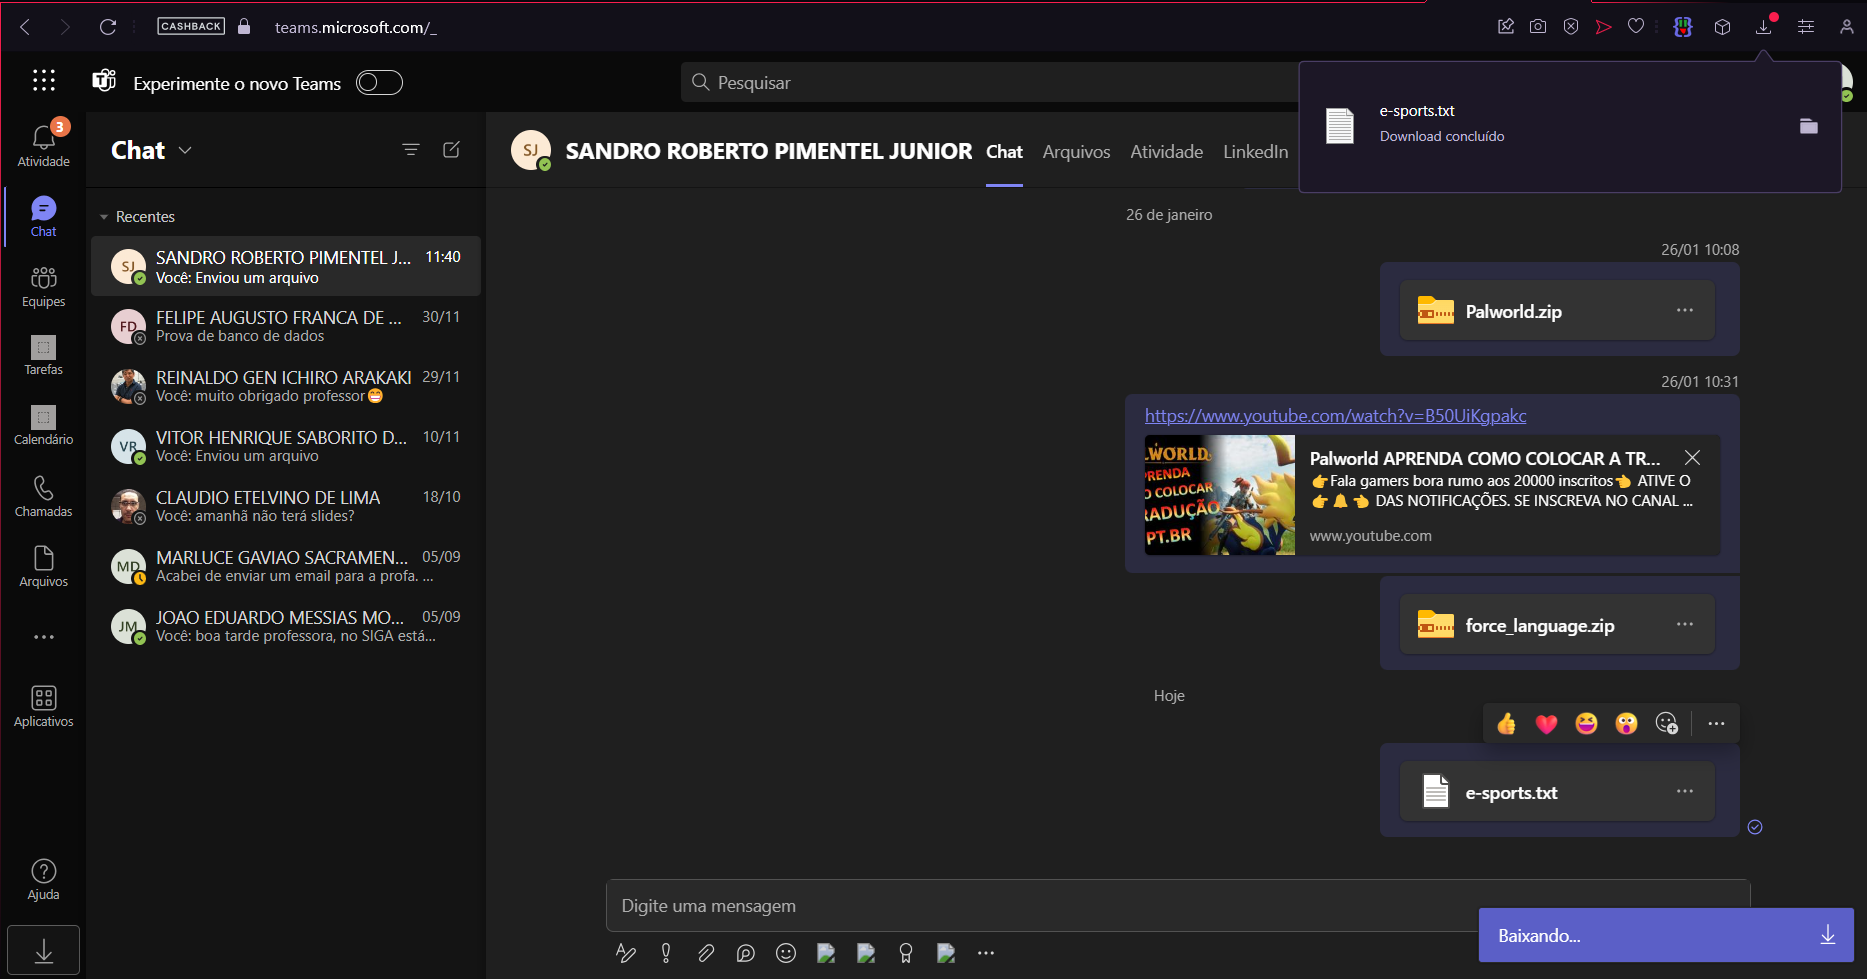 CASHBACK
teams.microsoft.com/_
Experimente o novo Teams
Pesquisar
e-sports.txt
Download concluído
3
Atividade
Chat
Equipes
Tarefas
Calendário
Chamadas
Arquivos
Aplicativos
Ajuda
Chat
Recentes
SJ
SANDRO ROBERTO PIMENTEL J... 11:40
Você: Enviou um arquivo
FD
FELIPE AUGUSTO FRANCA DE ... 30/11
Prova de banco de dados
REINALDO GEN ICHIRO ARAKAKI 29/11
Você: muito obrigado professor😁
VR
VITOR HENRIQUE SABORITO D... 10/11
Você: Enviou um arquivo
CLAUDIO ETELVINO DE LIMA 18/10
Você: amanhã não terá slides?
MD
MARLUCE GAVIAO SACRAMEN... 05/09
Acabei de enviar um email para a profa. ...
JM
JOAO EDUARDO MESSIAS MO... 05/09
Você: boa tarde professora, no SIGA está...
SJ
SANDRO ROBERTO PIMENTEL JUNIOR Chat Arquivos Atividade LinkedIn
26 de janeiro
26/01 10:08
Palworld.zip
26/01 10:31
https://www.youtube.com/watch?v=B50UiKgpakc
LWORLD
RENDA
O COLOCAR
RADUÇÃO
PT.BR
Palworld APRENDA COMO COLOCAR A TR...
👉Fala gamers bora rumo aos 20000 inscritos👈 ATIVE O
👉🔔👈 DAS NOTIFICAÇÕES. SE INSCREVA NO CANAL ...
www.youtube.com
force_language.zip
Hoje
e-sports.txt
Digite uma mensagem
Baixando...